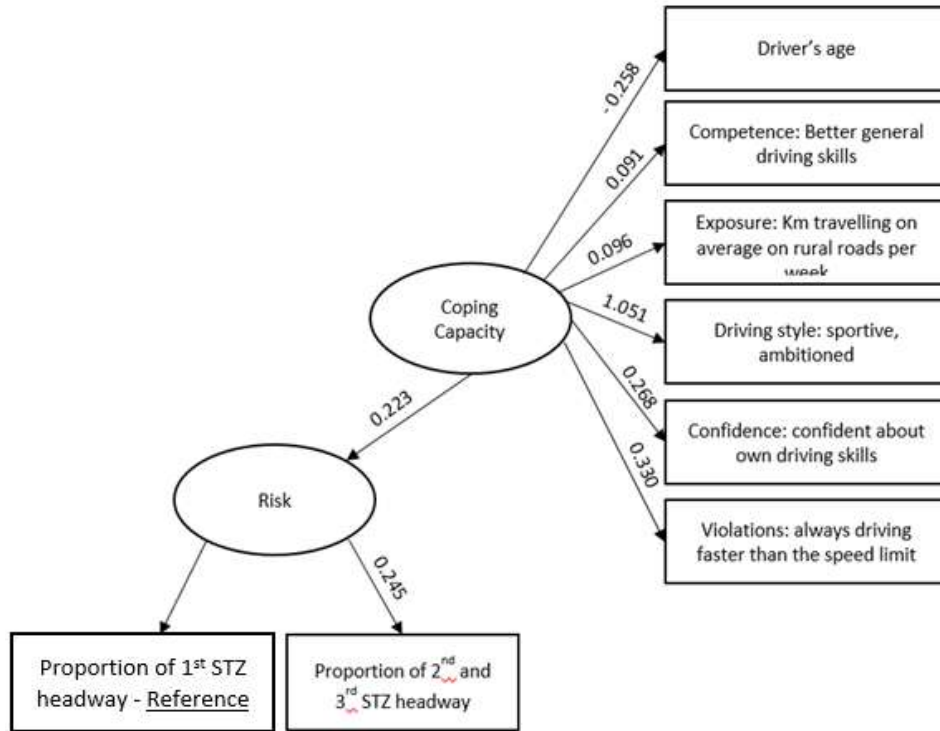 Driver's age
- 0.258
Competence: Better general
driving skills
0.091
Exposure: Km travelling on
average on rural roads per
week
0.096
Coping
Capacity
1.051
Driving style: sportive,
ambitioned
0.268
Confidence: confident about
own driving skills
0.223
0.330
Risk
Violations: always driving
faster than the speed limit
0.245
Proportion of 1st STZ
headway - Reference
Proportion of 2nd and
3rd STZ headway